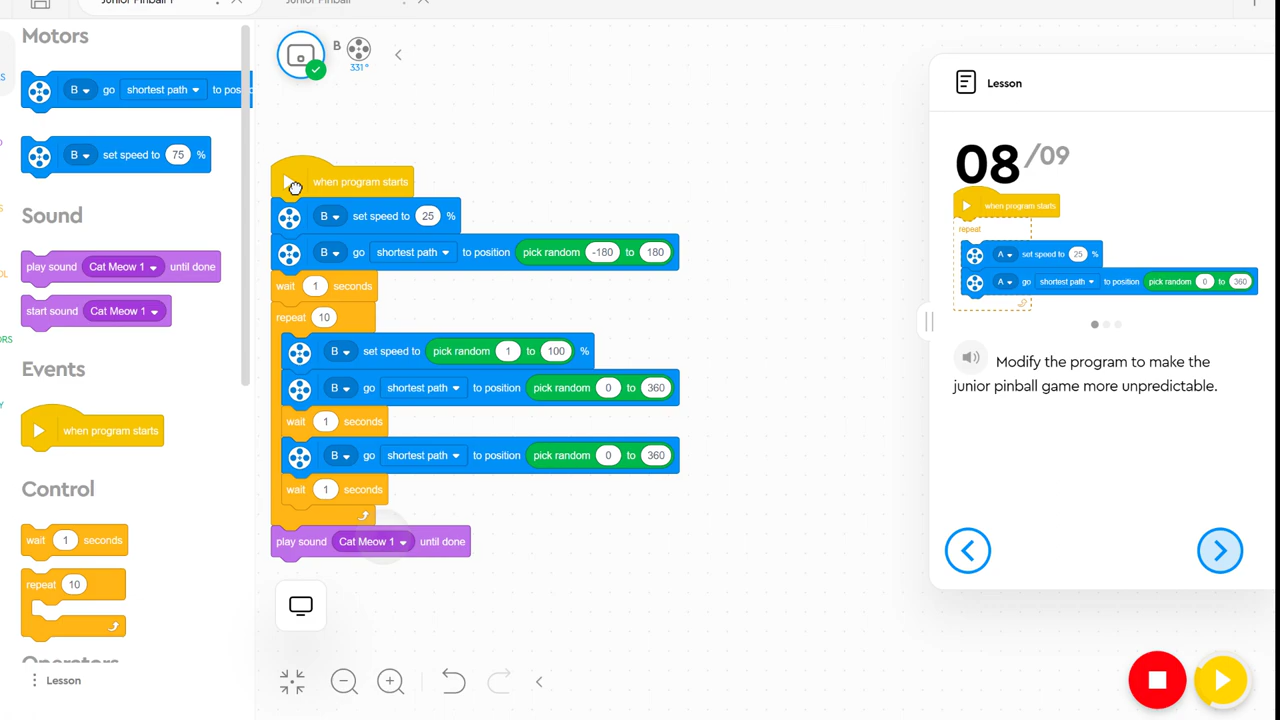 Junior Pinball 1
Junior Pinball
Motors
B go shortest path to pos
B set speed to 75 %
Sound
play sound Cat Meow 1 until done
start sound Cat Meow 1
Events
when program starts
Control
wait 1 seconds
repeat 10
Lesson
B
331°
when program starts
B set speed to 25 %
B go shortest path to position pick random -180 to 180
wait 1 seconds
repeat 10
B set speed to pick random 1 to 100 %
B go shortest path to position pick random 0 to 360
wait 1 seconds
B go shortest path to position pick random 0 to 360
wait 1 seconds
play sound Cat Meow 1 until done
Lesson
08/09
when program starts
repeat
A set speed to 25 %
A go shortest path to position pick random 0 to 360
Modify the program to make the
junior pinball game more unpredictable.